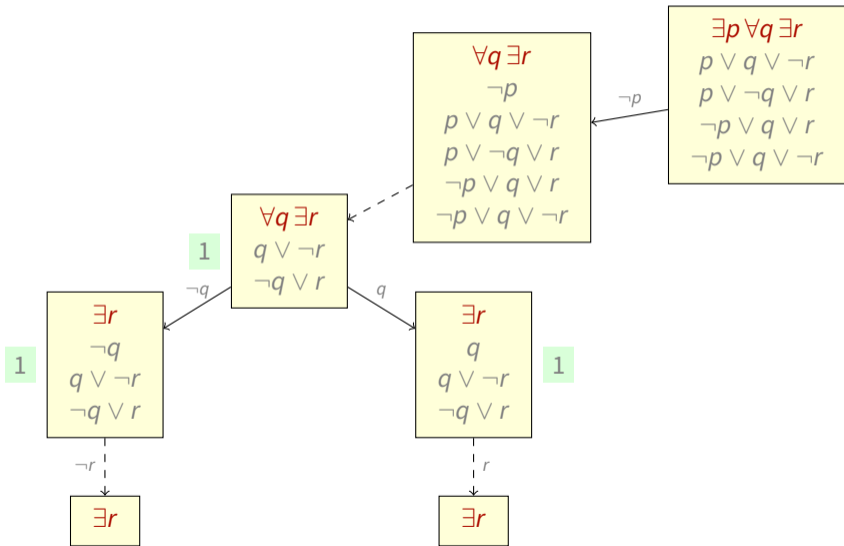 ∃p ∀q ∃r
p ∨ q ∨ ¬r
p ∨ ¬q ∨ r
¬p ∨ q ∨ r
¬p ∨ q ∨ ¬r
¬p
∀q ∃r
¬p
p ∨ q ∨ ¬r
p ∨ ¬q ∨ r
¬p ∨ q ∨ r
¬p ∨ q ∨ ¬r
∀q ∃r
q ∨ ¬r
¬q ∨ r
1
¬q
q
∃r
¬q
q ∨ ¬r
¬q ∨ r
1
∃r
q
q ∨ ¬r
¬q ∨ r
1
¬r
r
∃r
∃r